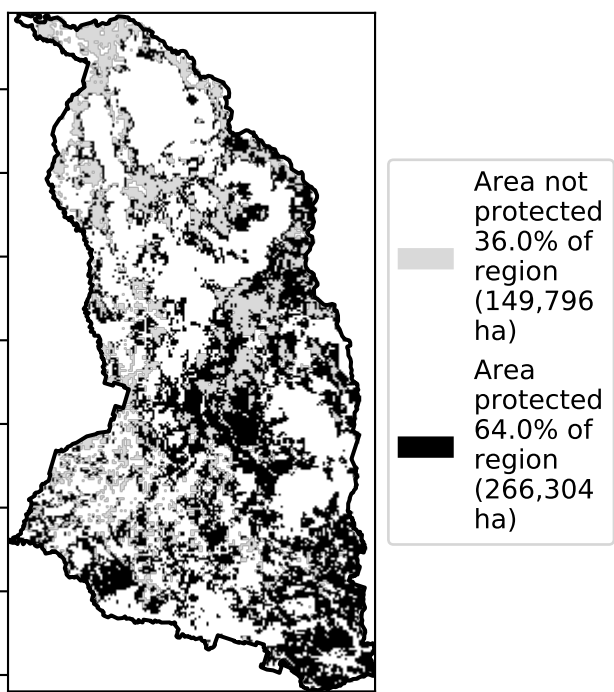 Area not
protected
36.0% of
region
(149,796
ha)
Area
protected
64.0% of
region
(266,304
ha)